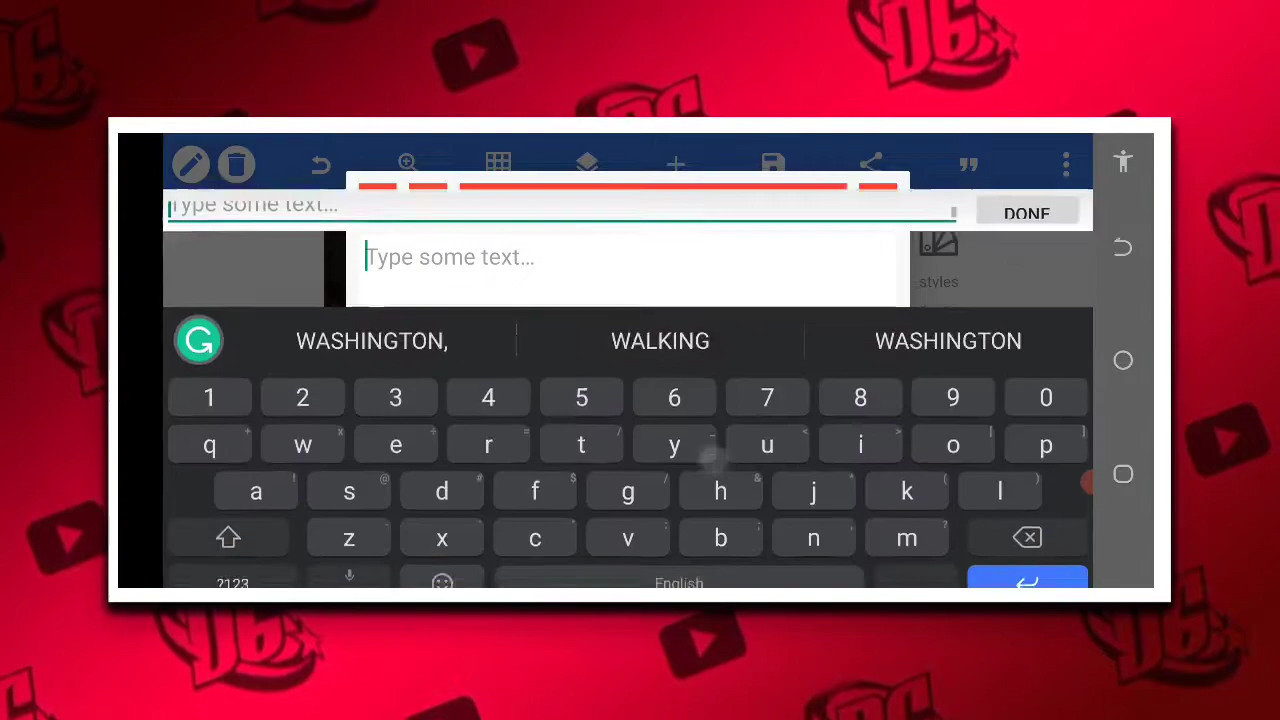 Type some text...
DONE
Type some text...
styles
WASHINGTON, WALKING WASHINGTON
1 2 3 4 5 6 7 8 9 0
q w e r t y u i o p
a s d f g h j k l
z x c v b n m
?123 English